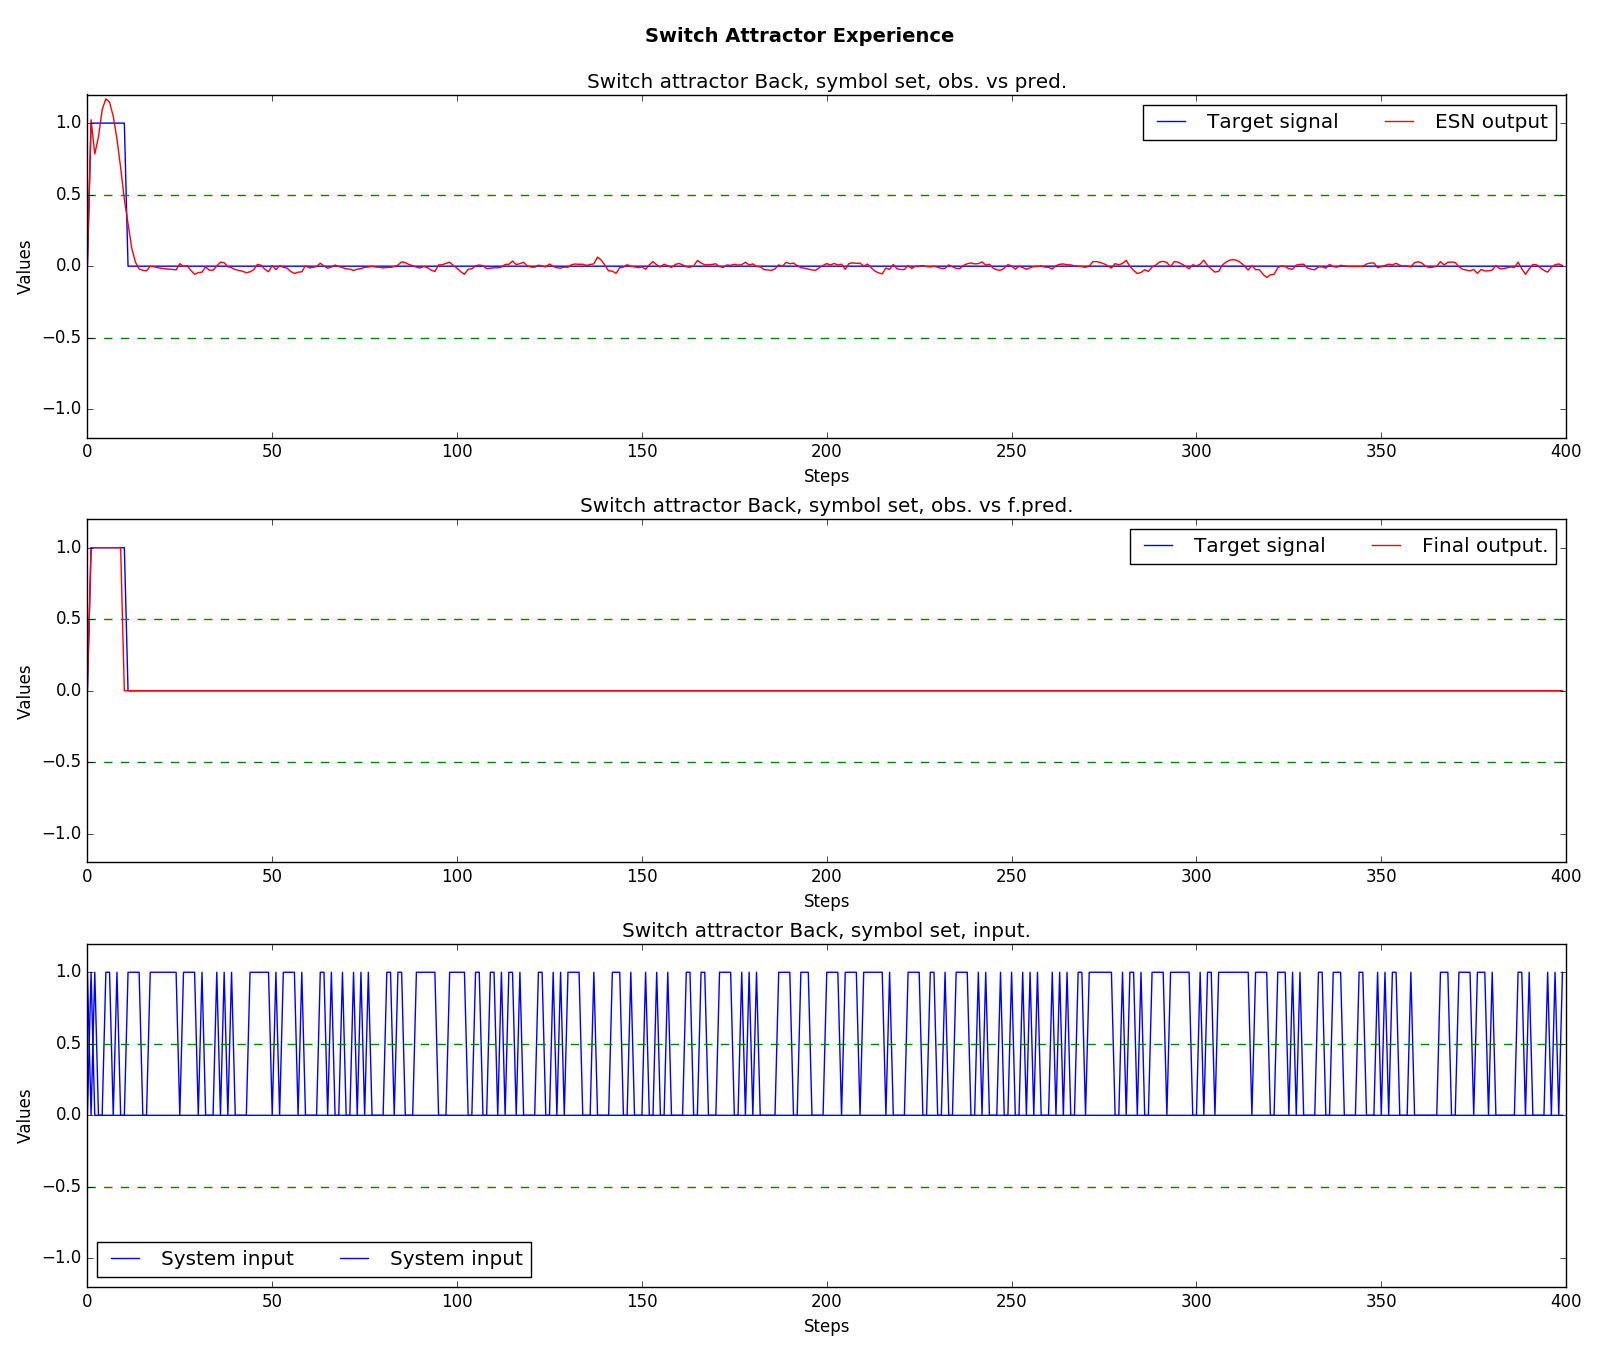 Switch Attractor Experience
Switch attractor Back, symbol set, obs. vs pred.
Target signal ESN output
1.0
0.5
0.0
−0.5
−1.0
Values
0 50 100 150 200 250 300 350 400
Steps
Switch attractor Back, symbol set, obs. vs f.pred.
Target signal Final output.
1.0
0.5
0.0
−0.5
−1.0
Values
0 50 100 150 200 250 300 350 400
Steps
Switch attractor Back, symbol set, input.
1.0
0.5
0.0
−0.5
−1.0
Values
System input System input
0 50 100 150 200 250 300 350 400
Steps